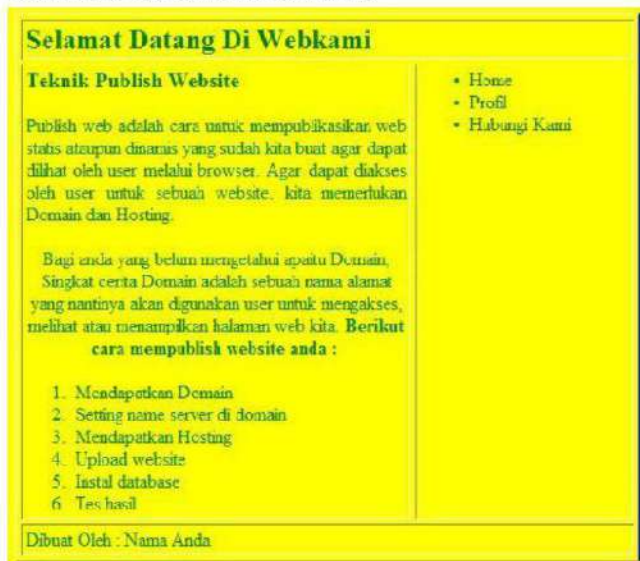 Selamat Datang Di Webkami
Teknik Publish Website
Publish web adalah cara untuk mempublikasikan web
statis ataupun dinamis yang sudah kita buat agar dapat
dilihat oleh user melalui browser. Agar dapat diakses
oleh user untuk sebuah website, kita memerlukan
Domain dan Hosting.
Bagi anda yang belum mengetahui apaitu Domain,
Singkat cerita Domain adalah sebuah nama alamat
yang nantinya akan digunakan user untuk mengakses,
melihat atau menampilkan halaman web kita. Berikut
cara mempublish website anda :
1. Mendapatkan Domain
2. Setting name server di domain
3. Mendapatkan Hosting
4. Upload website
5. Instal database
6. Tes hasil
• Home
• Profil
• Hubungi Kami
Dibuat Oleh : Nama Anda